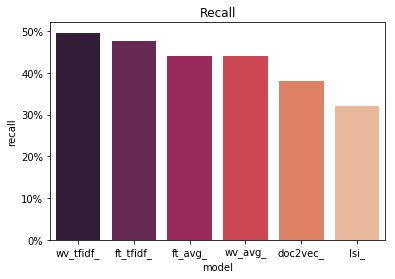 Recall
50%
40%
30%
20%
10%
0%
recall
wv_tfidf_ ft_tfidf_ ft_avg_ wv_avg_ doc2vec_ lsi_
model